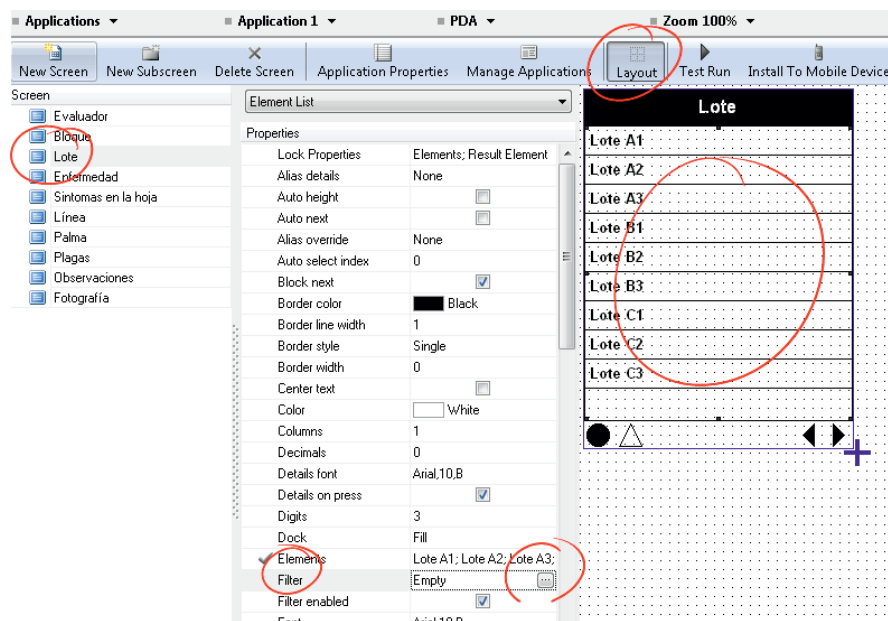 Applications Application 1 PDA Zoom 100%
New Screen New Subscreen Delete Screen Application Properties Manage Applications Layout Test Run Install To Mobile Device
Screen
Evaluador
Bloque
Lote
Enfermedad
Sintomas en la hoja
Línea
Palma
Plagas
Observaciones
Fotografía
Element List
Properties
Lock Properties Elements; Result Element
Alias details None
Auto height
Auto next
Alias override None
Auto select index 0
Block next
Border color Black
Border line width 1
Border style Single
Border width 0
Center text
Color White
Columns 1
Decimals 0
Details font Arial,10,B
Details on press
Digits 3
Dock Fill
Elements Lote A1; Lote A2; Lote A3;
Filter Empty ...
Filter enabled
Font Arial,10,B
Lote
Lote A1
Lote A2
Lote A3
Lote B1
Lote B2
Lote B3
Lote C1
Lote C2
Lote C3